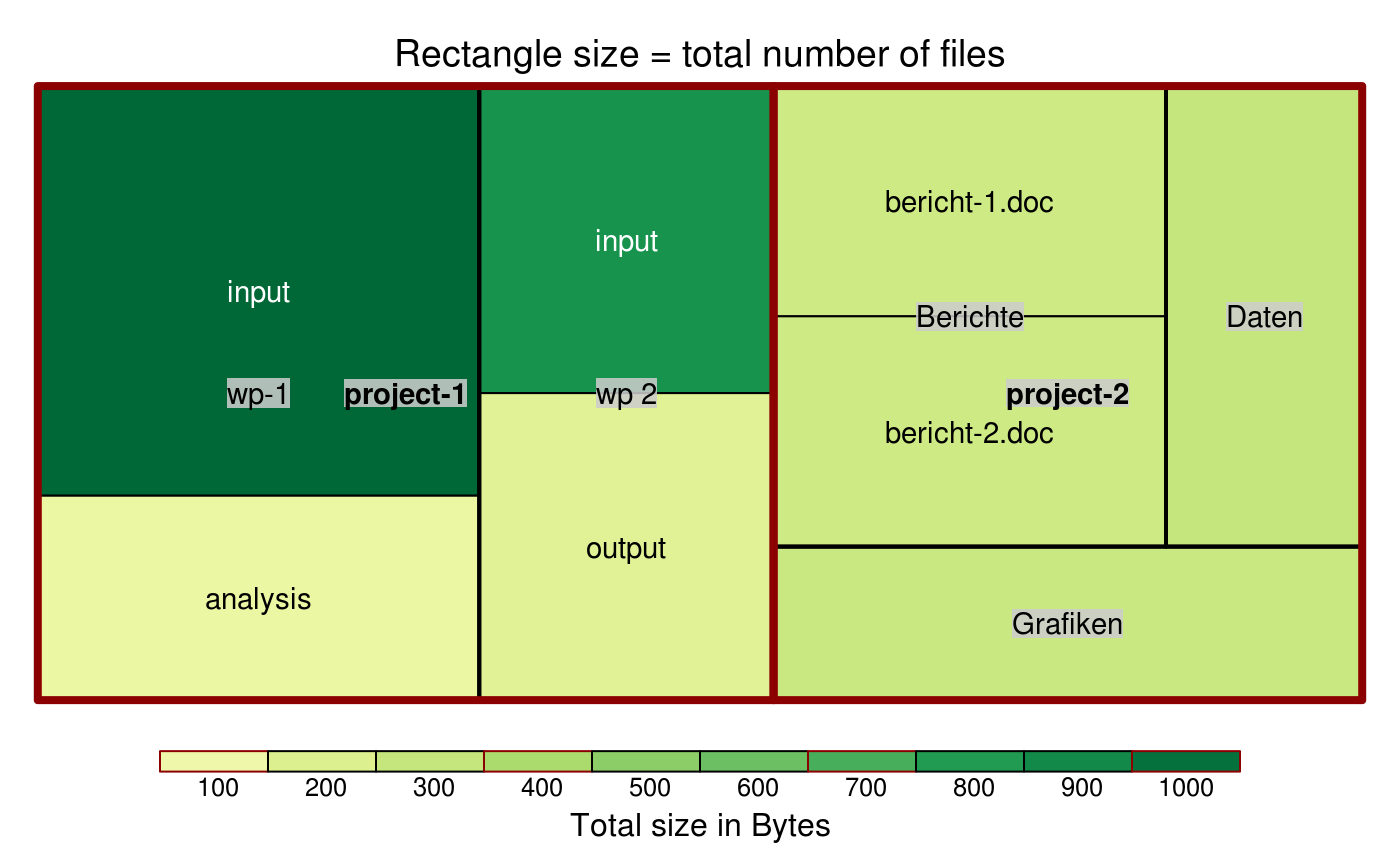 Rectangle size = total number of files
input
wp-1
project-1
analysis
input
wp 2
output
bericht-1.doc
Berichte
project-2
bericht-2.doc
Daten
Grafiken
100 200 300 400 500 600 700 800 900 1000
Total size in Bytes